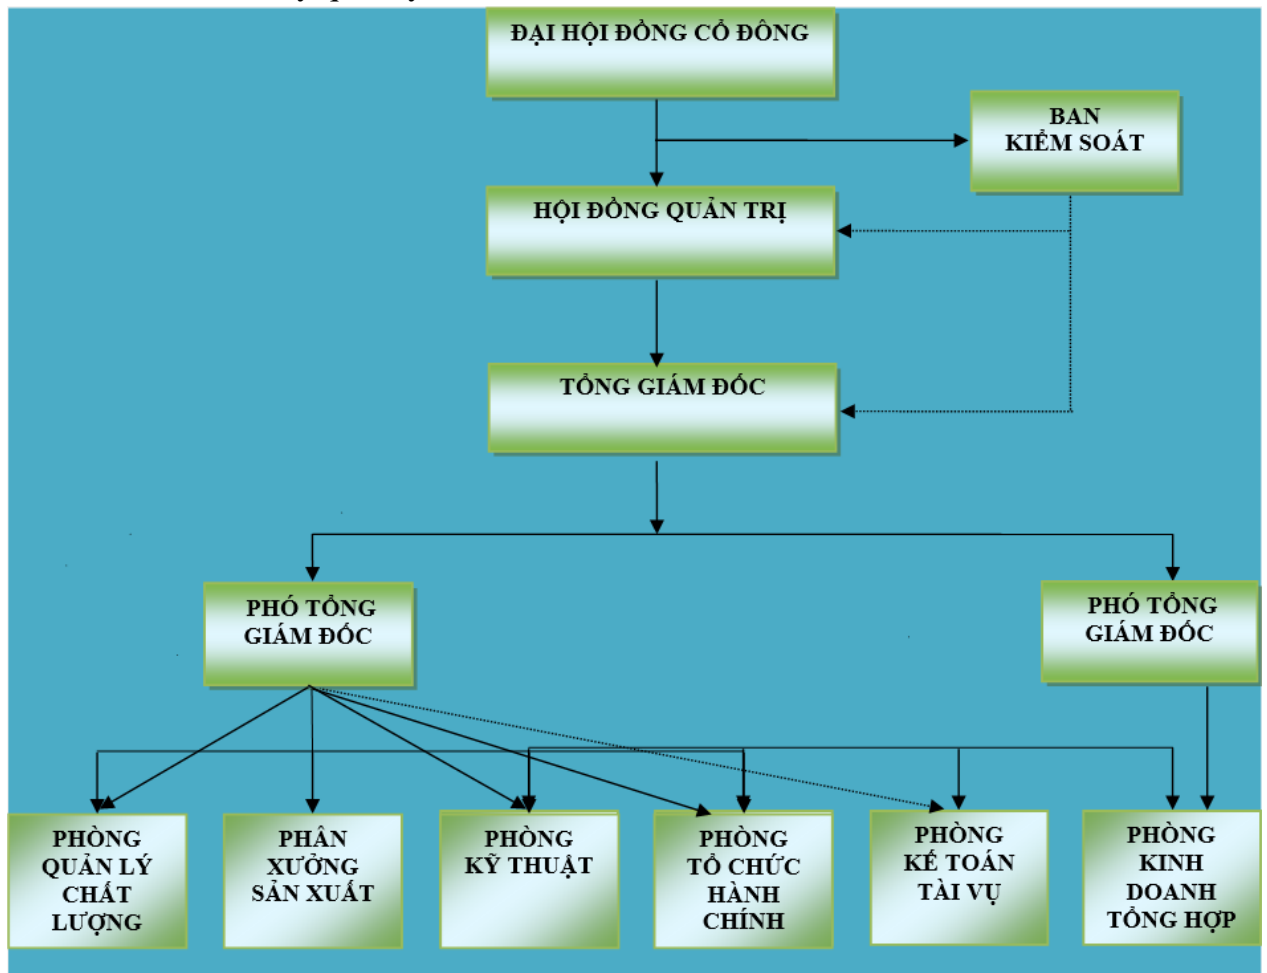 ĐẠI HỘI ĐỒNG CỔ ĐÔNG
BAN
KIỂM SOÁT
HỘI ĐỒNG QUẢN TRỊ
TỔNG GIÁM ĐỐC
PHÓ TỔNG
GIÁM ĐỐC
PHÓ TỔNG
GIÁM ĐỐC
PHÒNG
QUẢN LÝ
CHẤT
LƯỢNG
PHÂN
XƯỞNG
SẢN XUẤT
PHÒNG
KỸ THUẬT
PHÒNG
TỔ CHỨC
HÀNH
CHÍNH
PHÒNG
KẾ TOÁN
TÀI VỤ
PHÒNG
KINH
DOANH
TỔNG HỢP